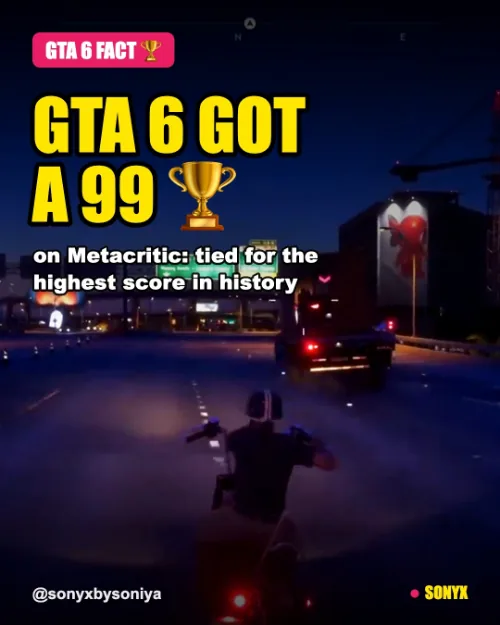 N
E
GTA 6 FACT 🏆
GTA 6 GOT
A 99 🏆
on Metacritic: tied for the
highest score in history
@sonyxbysoniya
SONYX